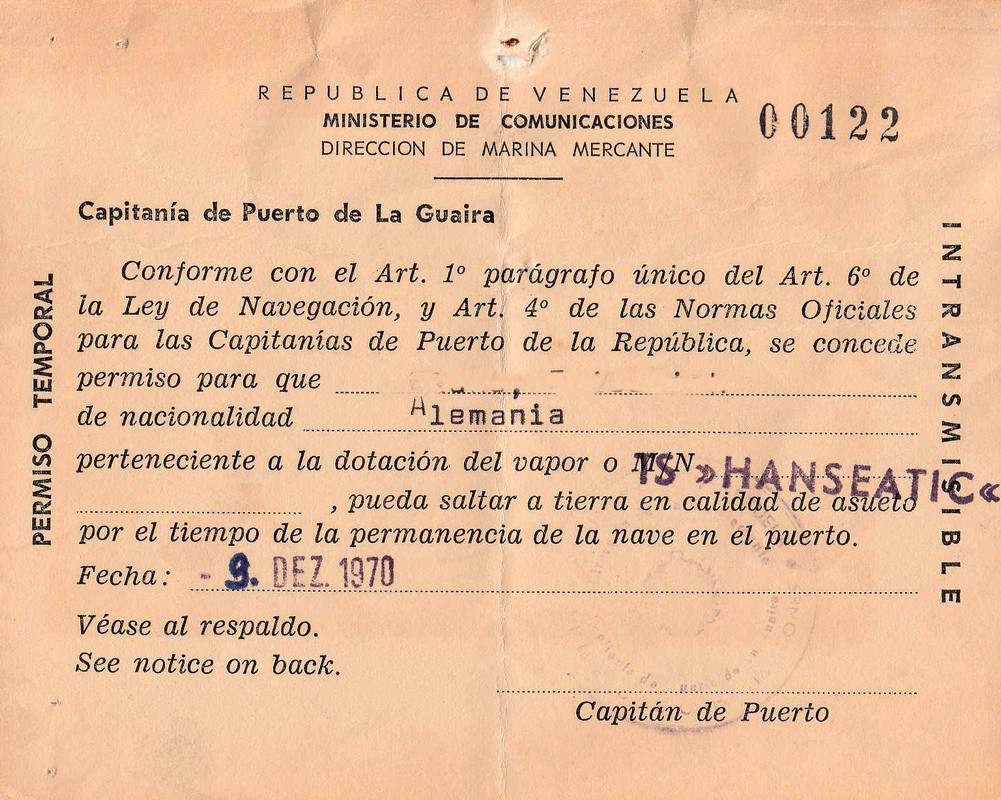 REPUBLICA DE VENEZUELA
00122
MINISTERIO DE COMUNICACIONES
DIRECCION DE MARINA MERCANTE
Capitanía de Puerto de La Guaira
PERMISO TEMPORAL
INTRANSMISIBLE
Conforme con el Art. 1º parágrafo único del Art. 6º de
la Ley de Navegación, y Art. 4º de las Normas Oficiales
para las Capitanías de Puerto de la República, se concede
permiso para que
de nacionalidad Alemania
perteneciente a la dotación del vapor o M/N TS »HANSEATIC«
, pueda saltar a tierra en calidad de asueto
por el tiempo de la permanencia de la nave en el puerto.
Fecha: - 9. DEZ. 1970
Véase al respaldo.
See notice on back.
Capitán de Puerto